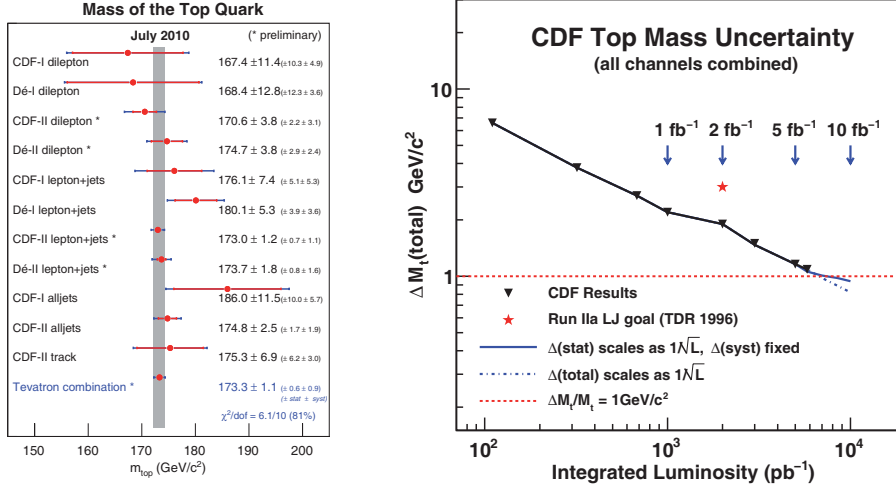 Mass of the Top Quark
July 2010 (* preliminary)
CDF-I dilepton 167.4 ±11.4 (±10.3 ± 4.9)
Dé-I dilepton 168.4 ±12.8 (±12.3 ± 3.6)
CDF-II dilepton * 170.6 ± 3.8 (± 2.2 ± 3.1)
Dé-II dilepton * 174.7 ± 3.8 (± 2.9 ± 2.4)
CDF-I lepton+jets 176.1 ± 7.4 (± 5.1 ± 5.3)
Dé-I lepton+jets 180.1 ± 5.3 (± 3.9 ± 3.6)
CDF-II lepton+jets * 173.0 ± 1.2 (± 0.7 ± 1.1)
Dé-II lepton+jets * 173.7 ± 1.8 (± 0.8 ± 1.6)
CDF-I alljets 186.0 ±11.5 (±10.0 ± 5.7)
CDF-II alljets 174.8 ± 2.5 (± 1.7 ± 1.9)
CDF-II track 175.3 ± 6.9 (± 6.2 ± 3.0)
Tevatron combination * 173.3 ± 1.1 (± 0.6 ± 0.9)
(± stat ± syst)
χ²/dof = 6.1/10 (81%)
150 160 170 180 190 200
m_top (GeV/c²)
CDF Top Mass Uncertainty
(all channels combined)
10
1 fb⁻¹ 2 fb⁻¹ 5 fb⁻¹ 10 fb⁻¹
ΔM_t(total) GeV/c²
1
CDF Results
Run IIa LJ goal (TDR 1996)
Δ(stat) scales as 1/√L, Δ(syst) fixed
Δ(total) scales as 1/√L
ΔM_t/M_t = 1GeV/c²
10² 10³ 10⁴
Integrated Luminosity (pb⁻¹)